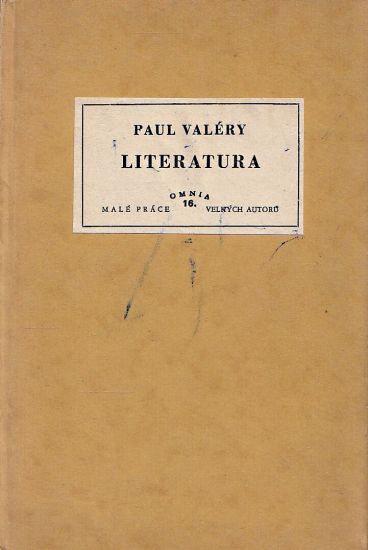 PAUL VALÉRY
LITERATURA
OMNIA
MALÉ PRÁCE 16. VELKÝCH AUTORŮ